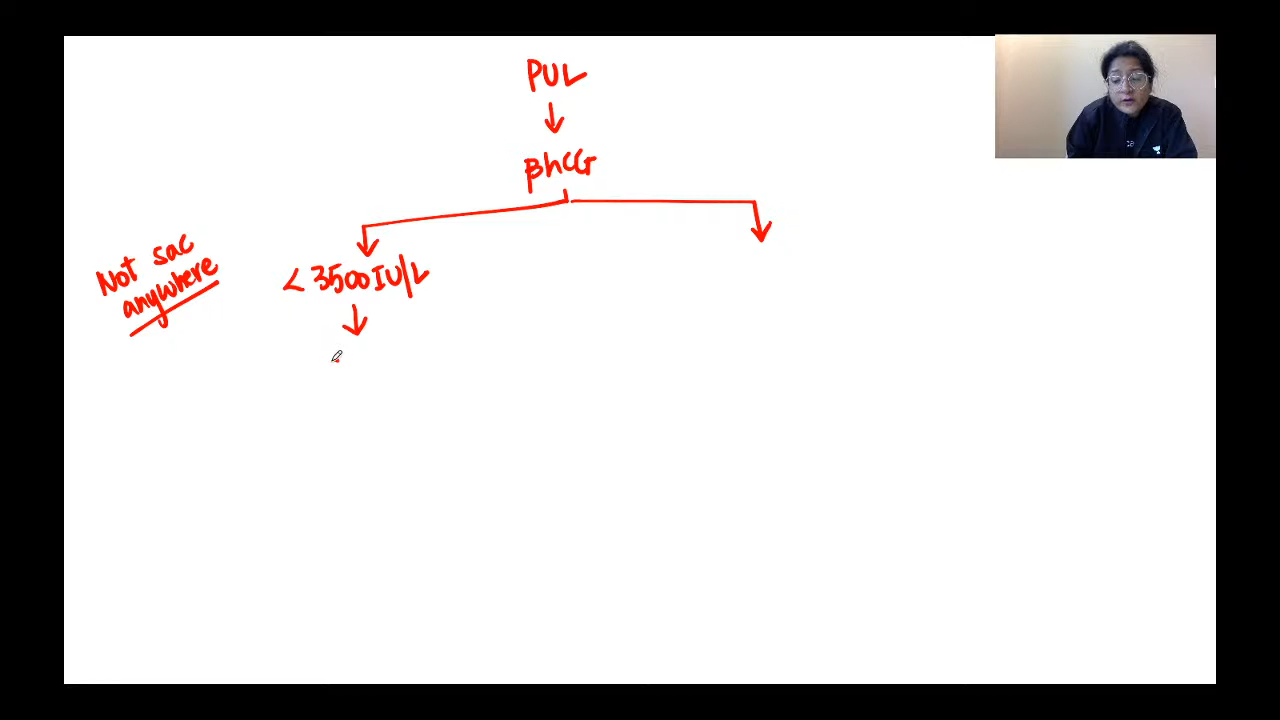 PUL
βhCG
Not sac
anywhere
< 3500 IU/L